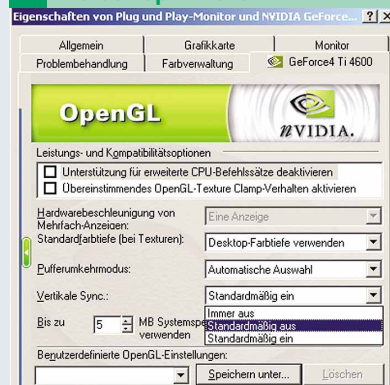 Eigenschaften von Plug und Play-Monitor und NVIDIA GeForce...
Allgemein Grafikkarte Monitor
Problembehandlung Farbverwaltung GeForce4 Ti 4600
OpenGL nVIDIA.
Leistungs- und Kompatibilitätsoptionen
Unterstützung für erweiterte CPU-Befehlssätze deaktivieren
Übereinstimmendes OpenGL-Texture Clamp-Verhalten aktivieren
Hardwarebeschleunigung von Mehrfach-Anzeigen: Eine Anzeige
Standardfarbtiefe (bei Texturen): Desktop-Farbtiefe verwenden
Pufferumkehrmodus: Automatische Auswahl
Vertikale Sync.: Standardmäßig ein
Immer aus
Standardmäßig aus
Standardmäßig ein
Bis zu 5 MB verwenden
Benutzerdefinierte OpenGL-Einstellungen:
Speichern unter... Löschen